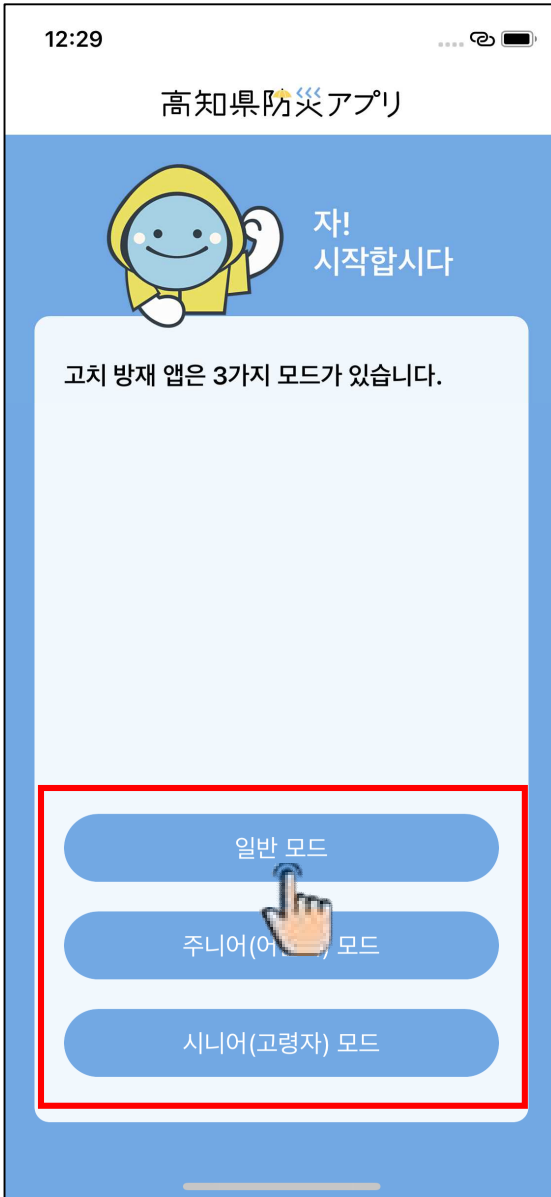 12:29
高知県防災アプリ
자!
시작합시다
고치 방재 앱은 3가지 모드가 있습니다.
일반 모드
주니어 모드
시니어(고령자) 모드